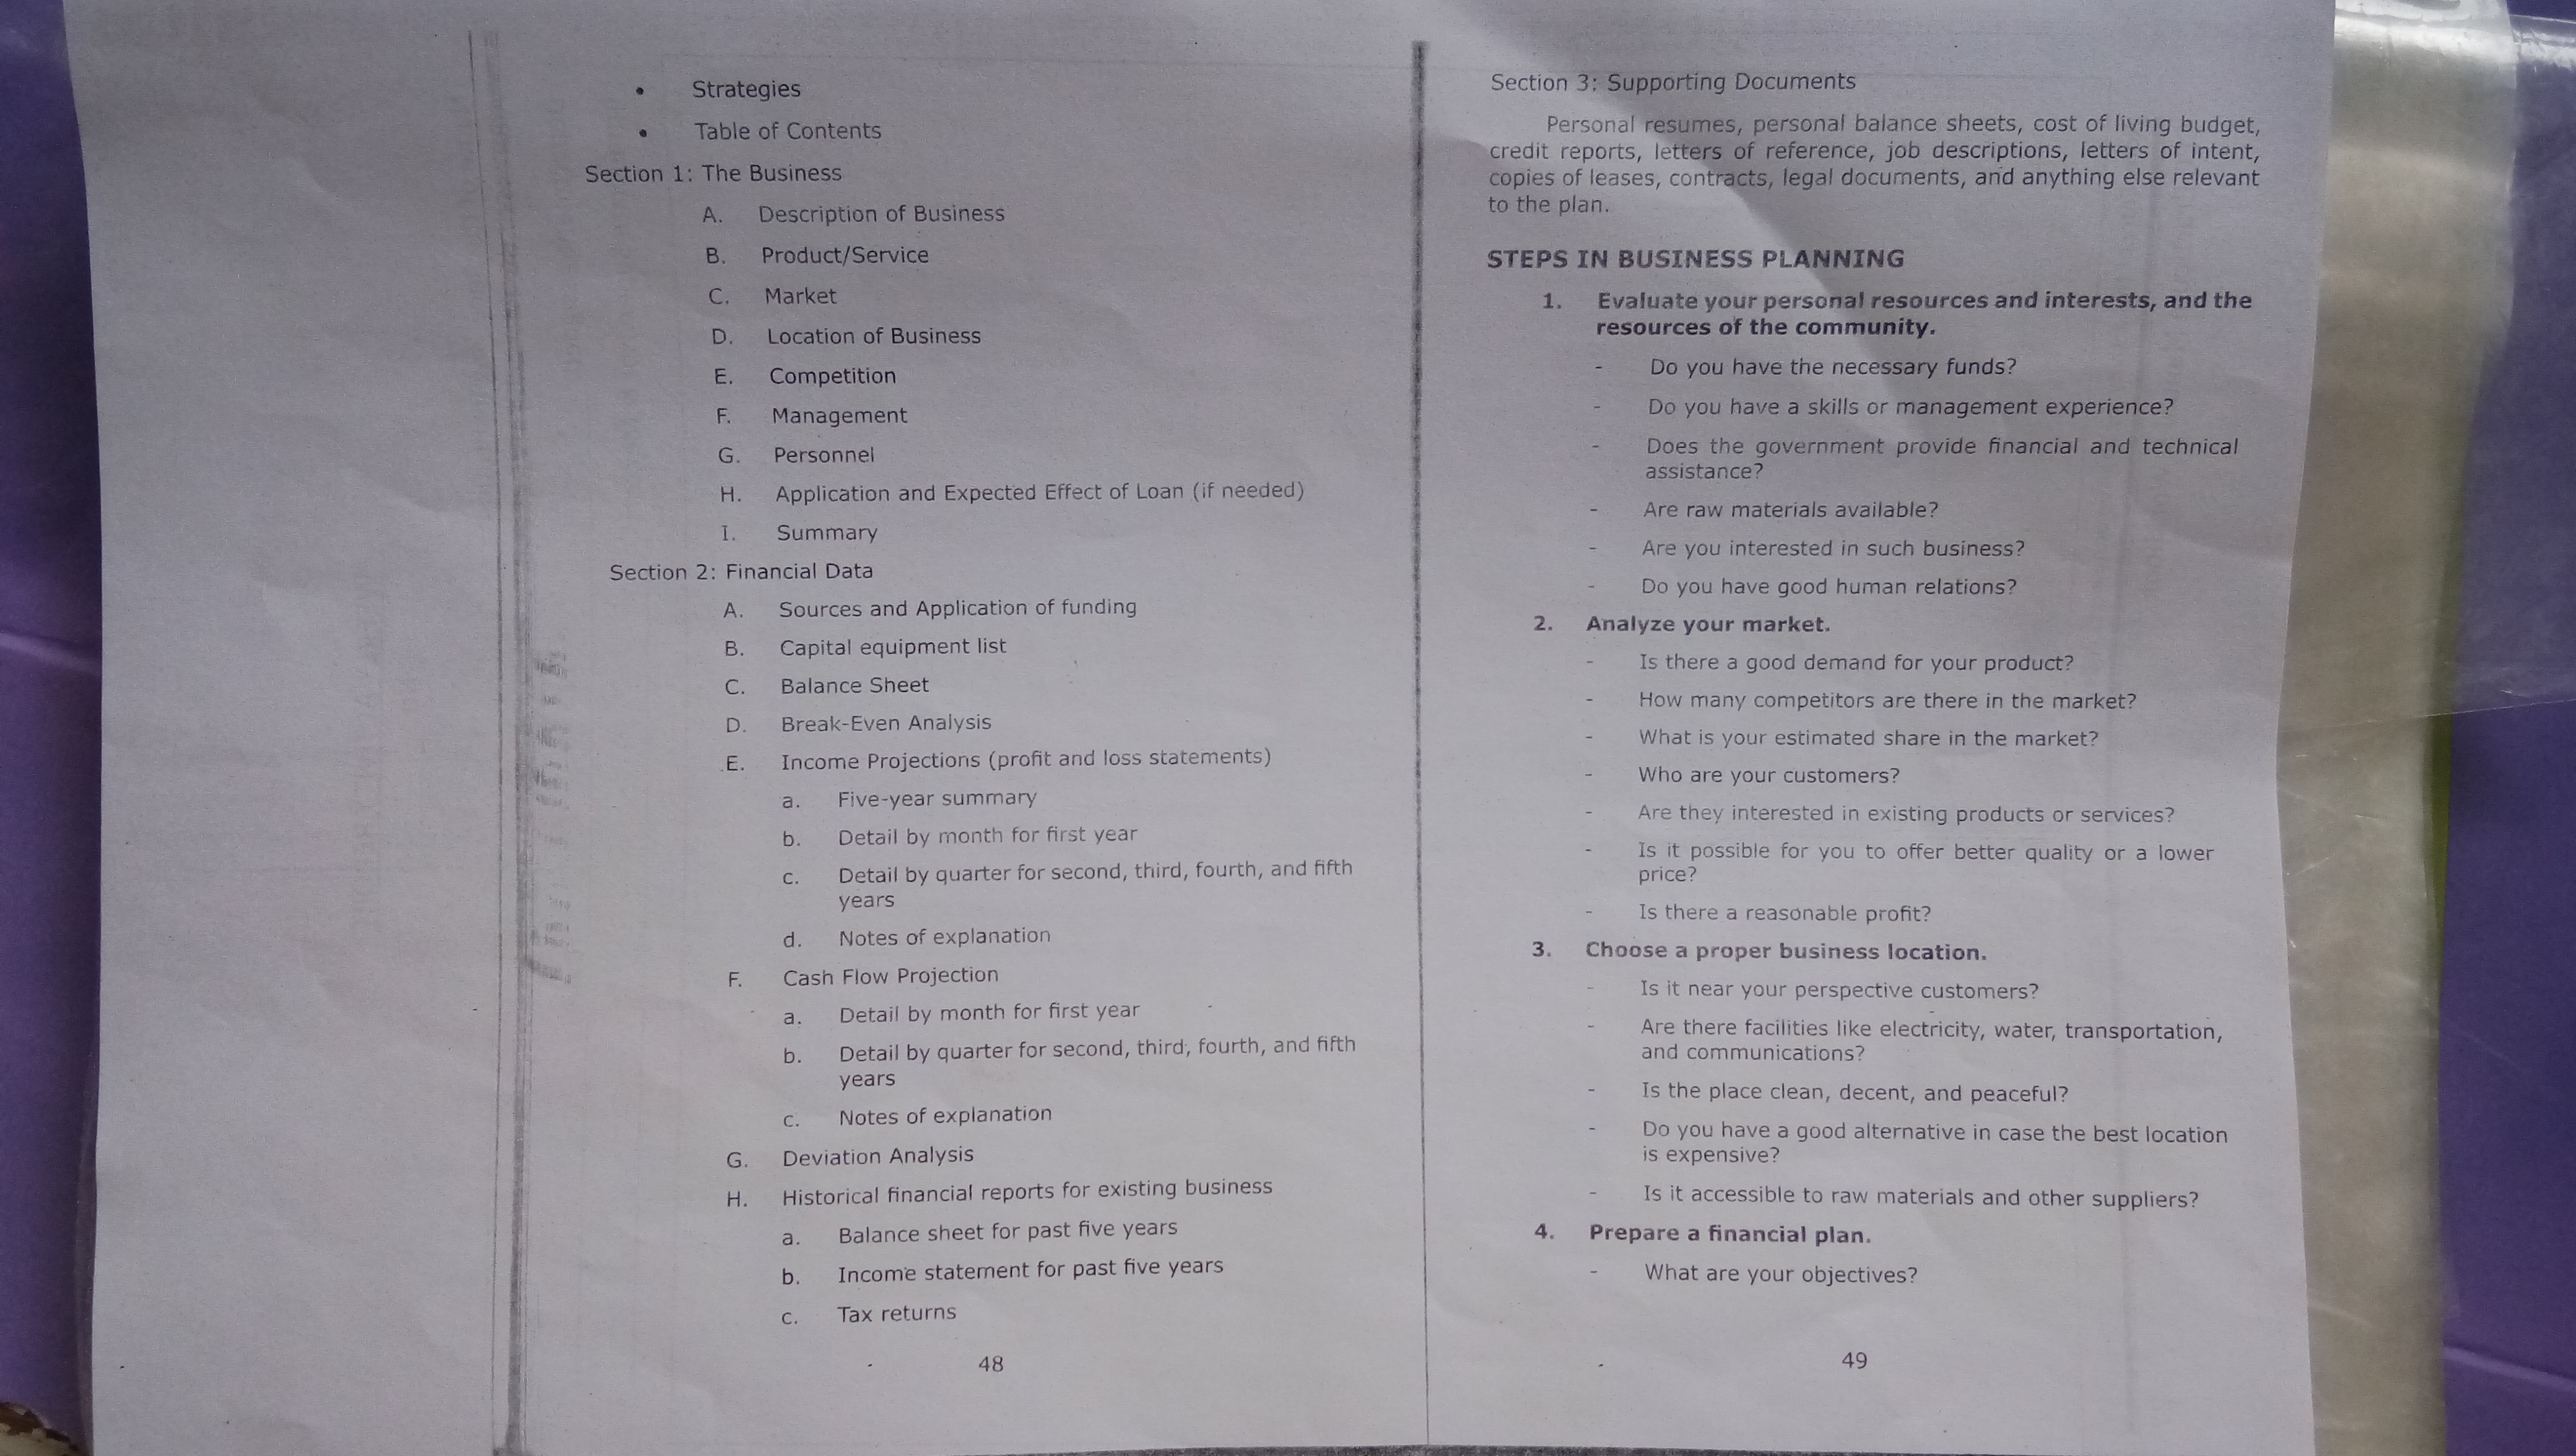 • Strategies
• Table of Contents
Section 1: The Business
A. Description of Business
B. Product/Service
C. Market
D. Location of Business
E. Competition
F. Management
G. Personnel
H. Application and Expected Effect of Loan (if needed)
I. Summary
Section 2: Financial Data
A. Sources and Application of funding
B. Capital equipment list
C. Balance Sheet
D. Break-Even Analysis
E. Income Projections (profit and loss statements)
a. Five-year summary
b. Detail by month for first year
c. Detail by quarter for second, third, fourth, and fifth
years
d. Notes of explanation
F. Cash Flow Projection
a. Detail by month for first year
b. Detail by quarter for second, third, fourth, and fifth
years
c. Notes of explanation
G. Deviation Analysis
H. Historical financial reports for existing business
a. Balance sheet for past five years
b. Income statement for past five years
c. Tax returns
48
Section 3: Supporting Documents
Personal resumes, personal balance sheets, cost of living budget,
credit reports, letters of reference, job descriptions, letters of intent,
copies of leases, contracts, legal documents, and anything else relevant
to the plan.
STEPS IN BUSINESS PLANNING
1. Evaluate your personal resources and interests, and the
resources of the community.
- Do you have the necessary funds?
- Do you have a skills or management experience?
- Does the government provide financial and technical
assistance?
- Are raw materials available?
- Are you interested in such business?
- Do you have good human relations?
2. Analyze your market.
- Is there a good demand for your product?
- How many competitors are there in the market?
- What is your estimated share in the market?
- Who are your customers?
- Are they interested in existing products or services?
- Is it possible for you to offer better quality or a lower
price?
- Is there a reasonable profit?
3. Choose a proper business location.
- Is it near your perspective customers?
- Are there facilities like electricity, water, transportation,
and communications?
- Is the place clean, decent, and peaceful?
- Do you have a good alternative in case the best location
is expensive?
- Is it accessible to raw materials and other suppliers?
4. Prepare a financial plan.
- What are your objectives?
49